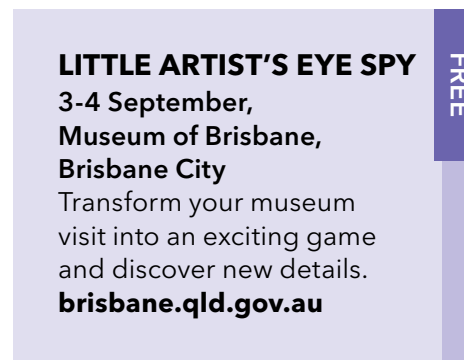 LITTLE ARTIST'S EYE SPY
3-4 September,
Museum of Brisbane,
Brisbane City
Transform your museum
visit into an exciting game
and discover new details.
brisbane.qld.gov.au
FREE